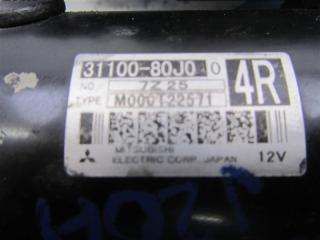 31100-80J0 0
4R
NO. 7Z25
TYPE M000T22571
MITSUBISHI
ELECTRIC CORP. JAPAN 12V